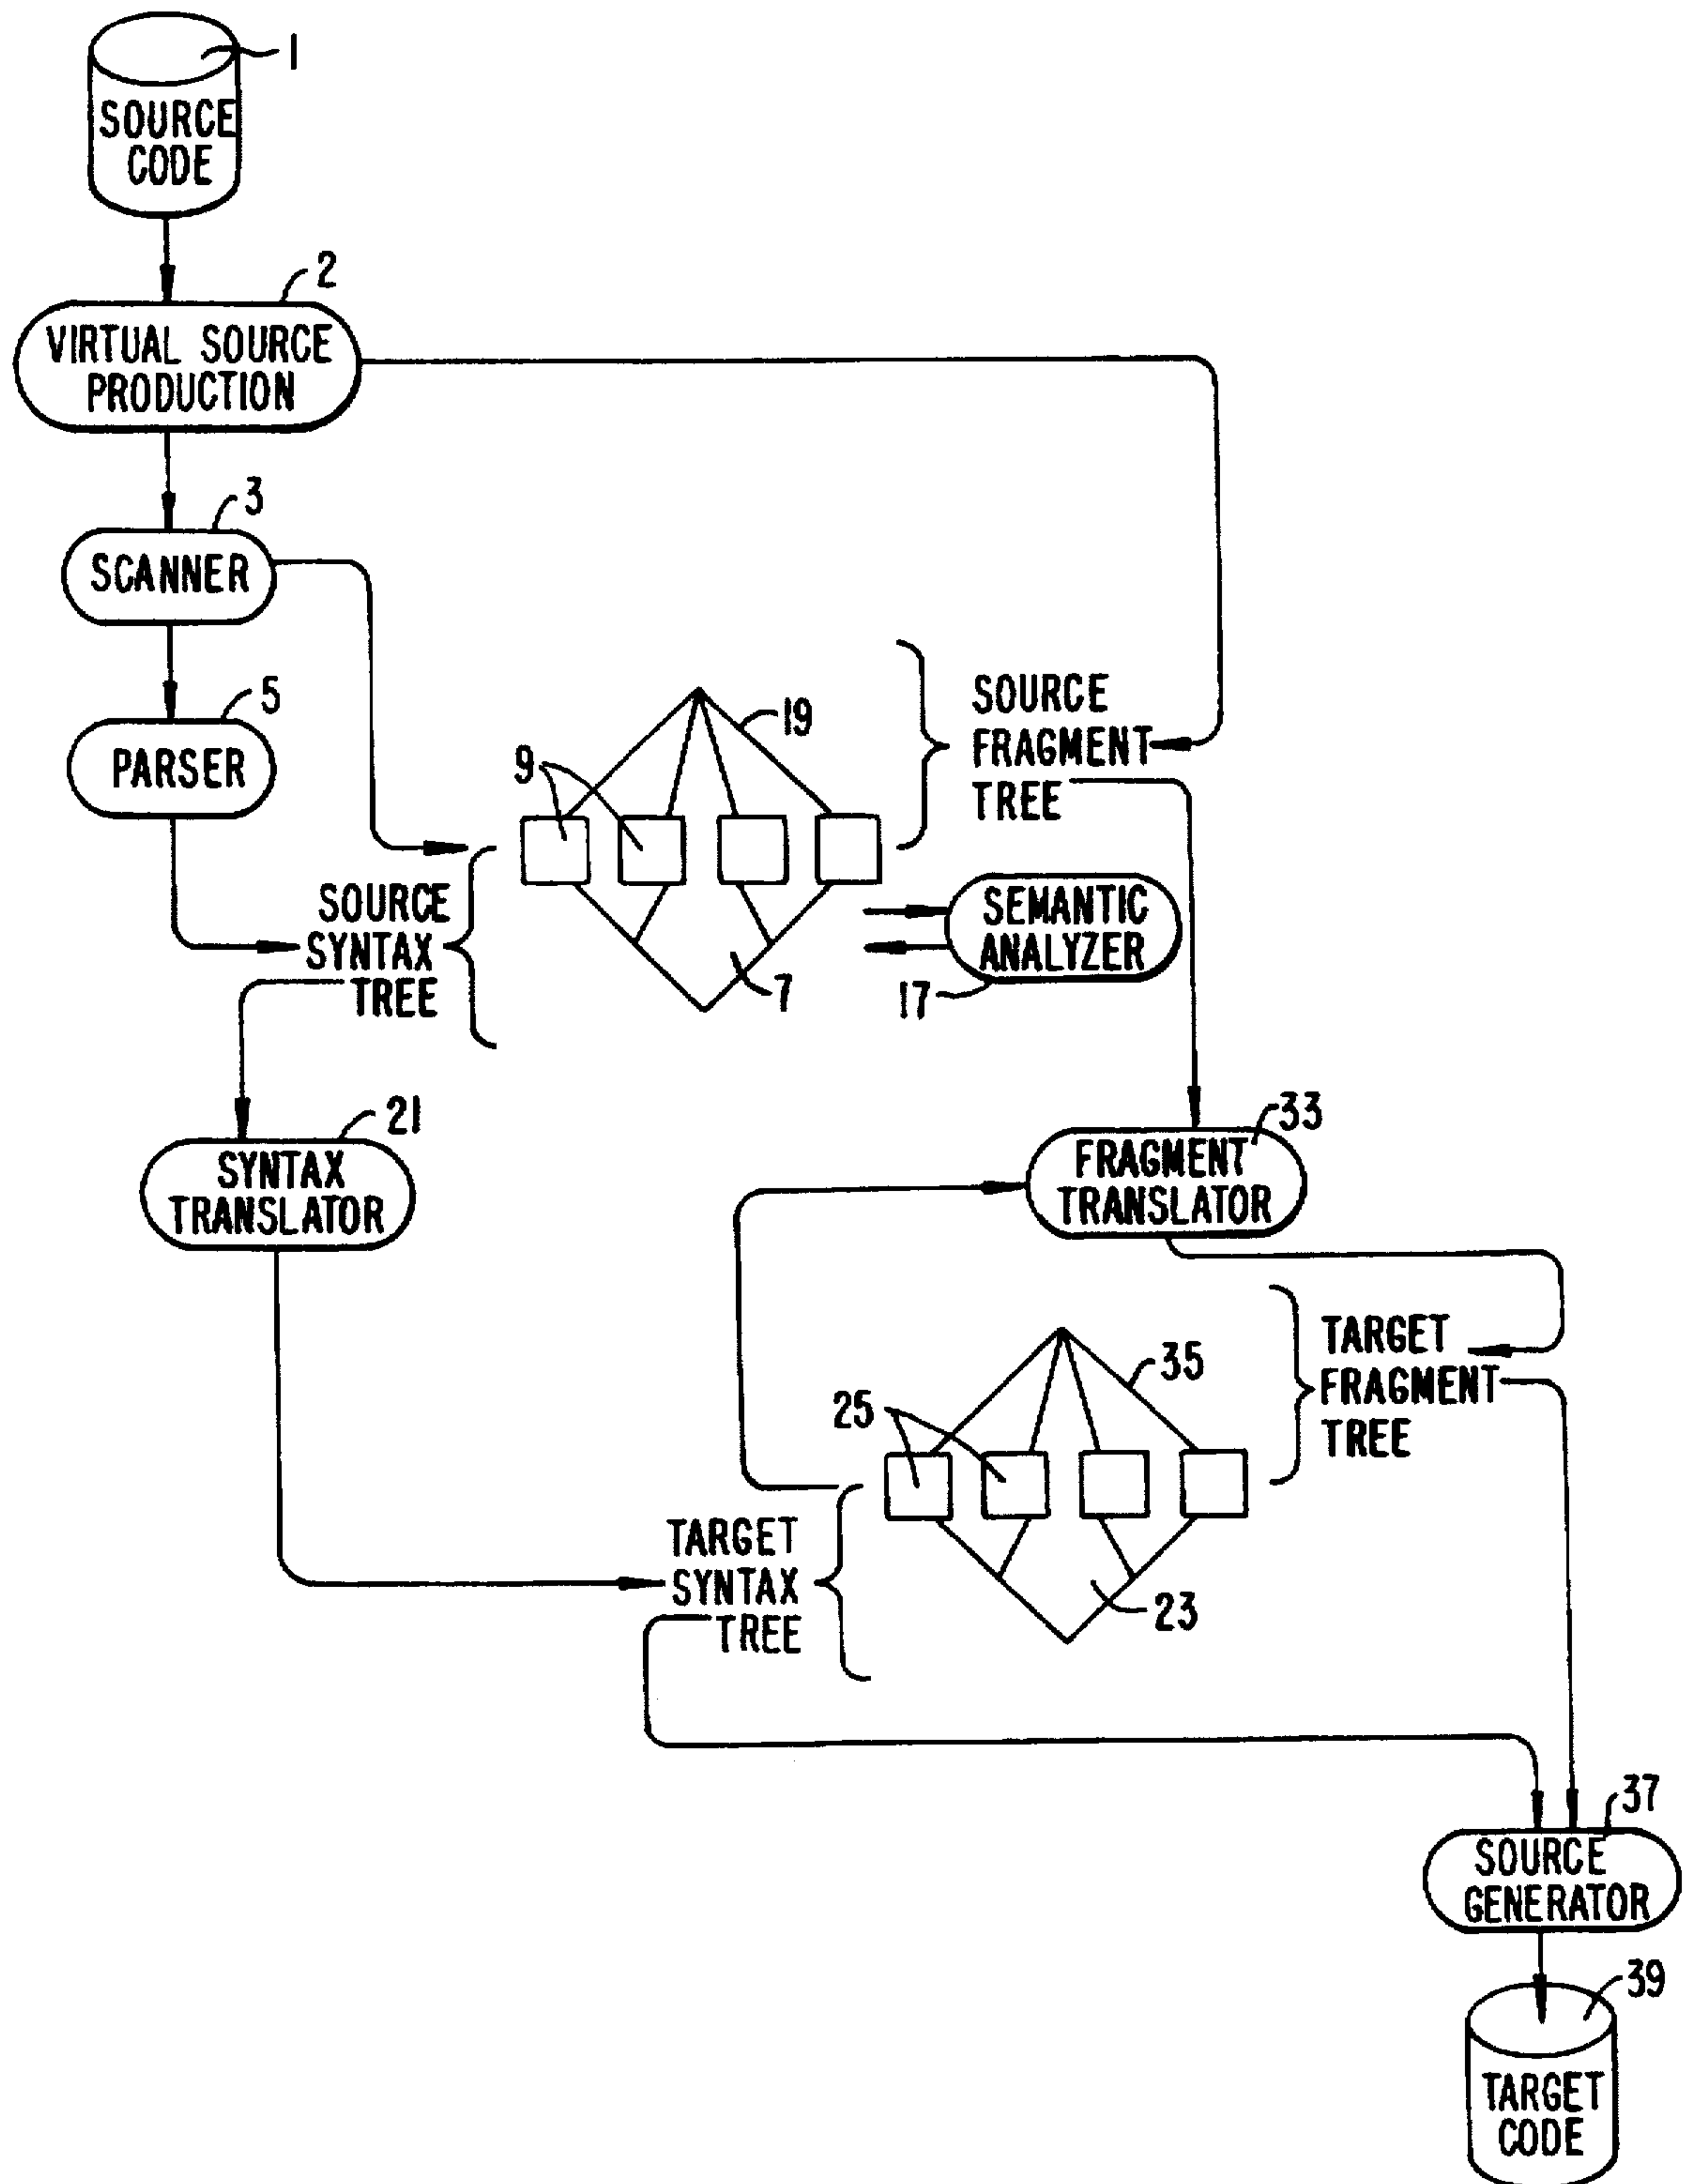 1
SOURCE
CODE
2
VIRTUAL SOURCE
PRODUCTION
3
SCANNER
5
PARSER
19
9
SOURCE
FRAGMENT
TREE
SOURCE
SYNTAX
TREE
7
SEMANTIC
ANALYZER
17
21
SYNTAX
TRANSLATOR
33
FRAGMENT
TRANSLATOR
35
25
TARGET
FRAGMENT
TREE
TARGET
SYNTAX
TREE
23
37
SOURCE
GENERATOR
39
TARGET
CODE